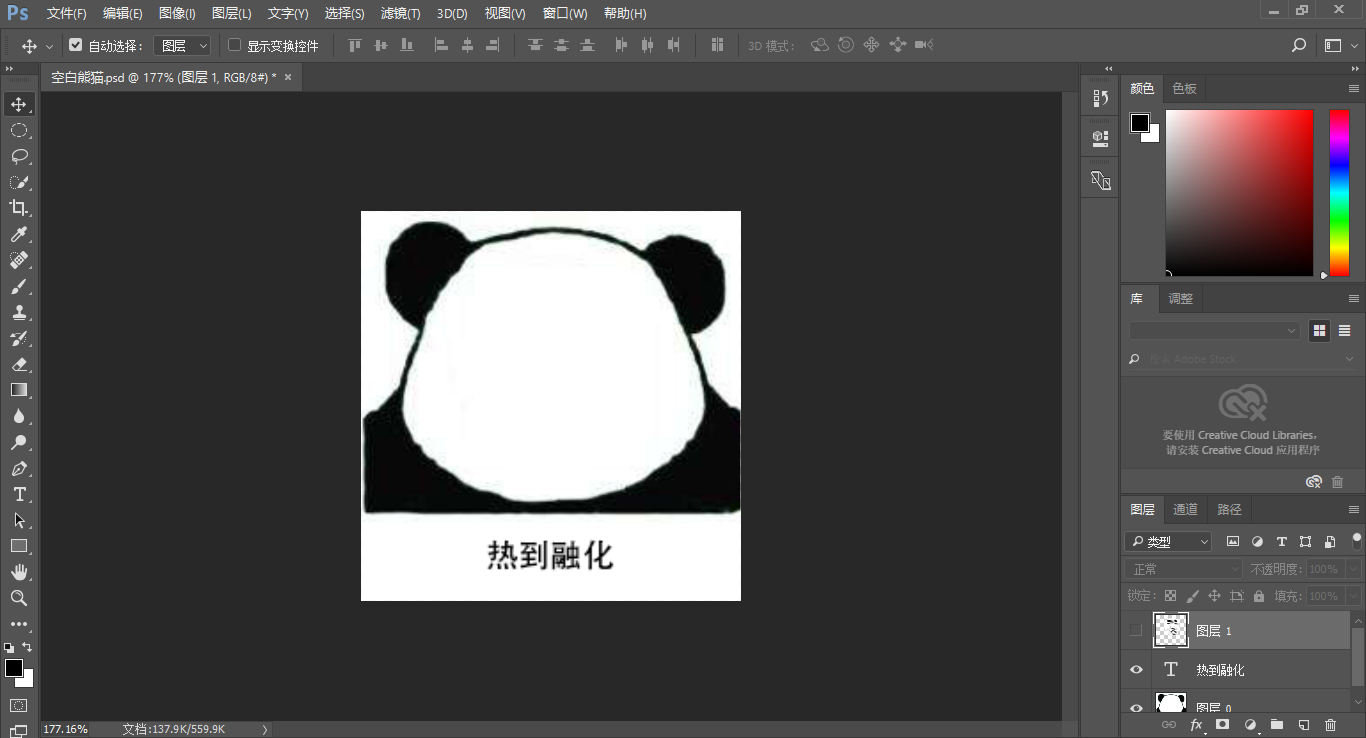 Ps 文件(F) 编辑(E) 图像(I) 图层(L) 文字(Y) 选择(S) 滤镜(T) 3D(D) 视图(V) 窗口(W) 帮助(H)
自动选择： 图层 显示变换控件 3D 模式：
空白熊猫.psd @ 177% (图层 1, RGB/8#) * ×
颜色 色板
库 调整
搜索 Adobe Stock
要使用 Creative Cloud Libraries，
请安装 Creative Cloud 应用程序
图层 通道 路径
类型
正常 不透明度： 100%
锁定： 填充： 100%
图层 1
热到融化
图层 0
fx
热到融化
177.16% 文档:137.9K/559.9K